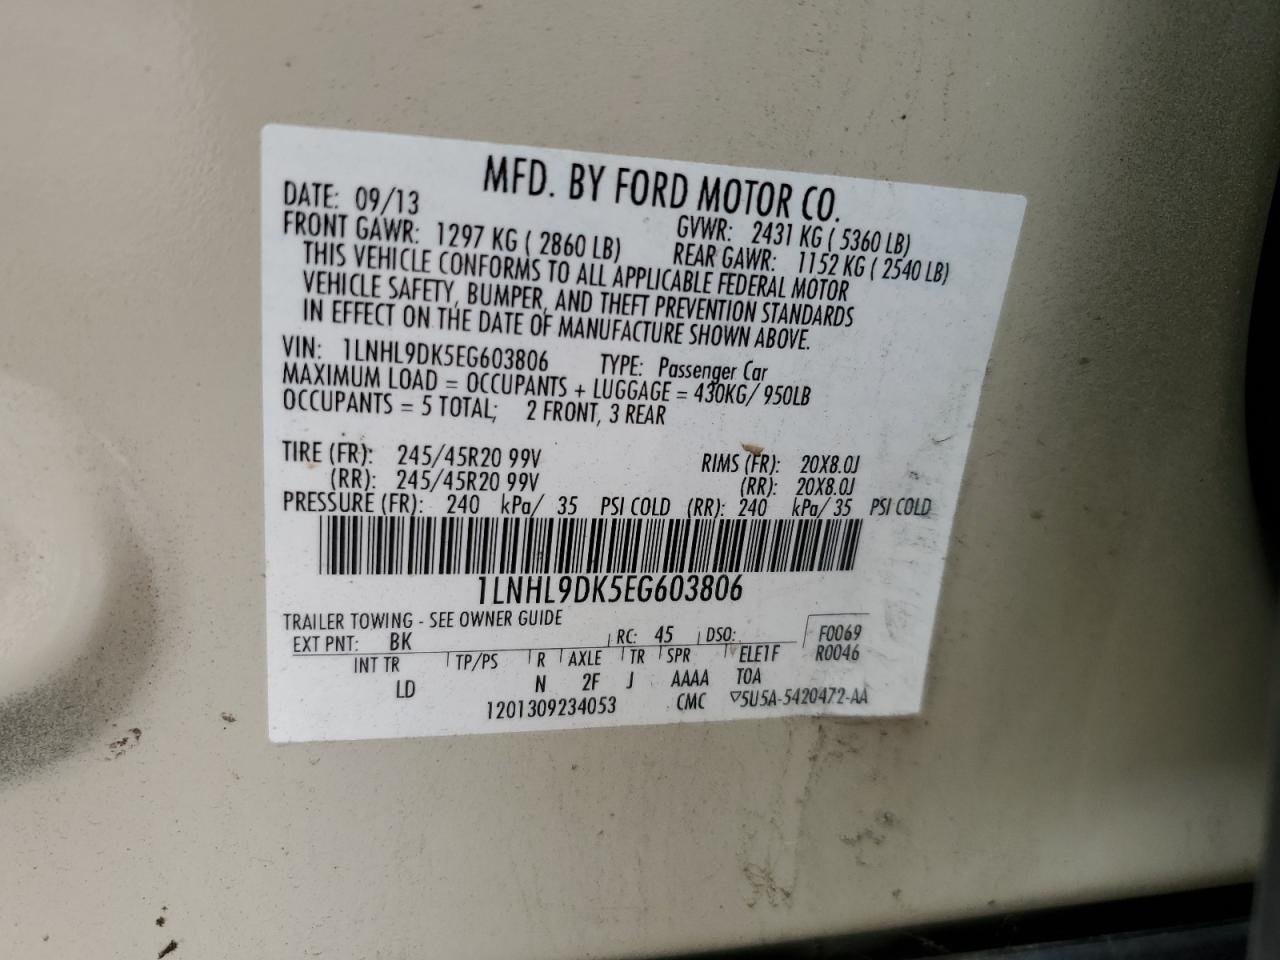 MFD. BY FORD MOTOR CO.
DATE: 09/13 GVWR: 2431 KG ( 5360 LB)
FRONT GAWR: 1297 KG ( 2860 LB) REAR GAWR: 1152 KG ( 2540 LB)
THIS VEHICLE CONFORMS TO ALL APPLICABLE FEDERAL MOTOR
VEHICLE SAFETY, BUMPER, AND THEFT PREVENTION STANDARDS
IN EFFECT ON THE DATE OF MANUFACTURE SHOWN ABOVE.
VIN: 1LNHL9DK5EG603806 TYPE: Passenger Car
MAXIMUM LOAD = OCCUPANTS + LUGGAGE = 430KG/ 950LB
OCCUPANTS = 5 TOTAL; 2 FRONT, 3 REAR
TIRE (FR): 245/45R20 99V RIMS (FR): 20X8.0J
(RR): 245/45R20 99V (RR): 20X8.0J
PRESSURE (FR): 240 kPa/ 35 PSI COLD (RR): 240 kPa/ 35 PSI COLD
1LNHL9DK5EG603806
TRAILER TOWING - SEE OWNER GUIDE
EXT PNT: BK RC: 45 DSO: F0069
INT TR TP/PS R AXLE TR SPR ELE1F R0046
LD N 2F J AAAA TOA
1201309234053 CMC ▽5U5A-5420472-AA